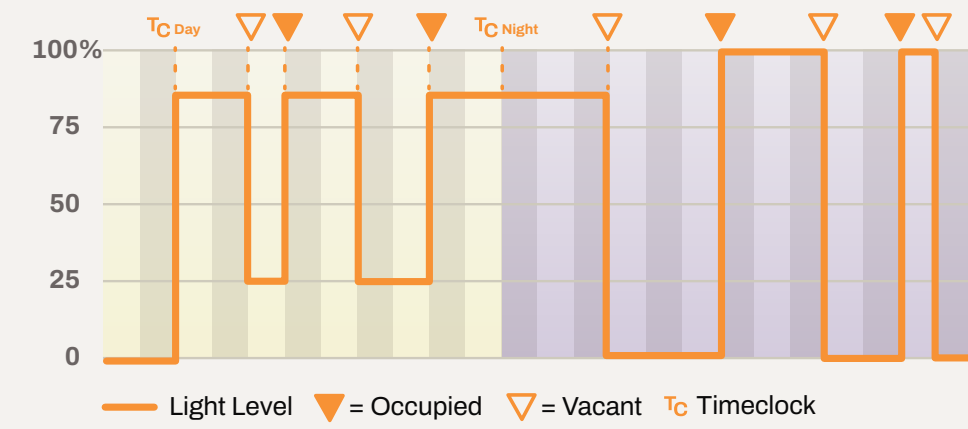 TC Day TC Night
100%
75
50
25
0
Light Level = Occupied = Vacant TC Timeclock